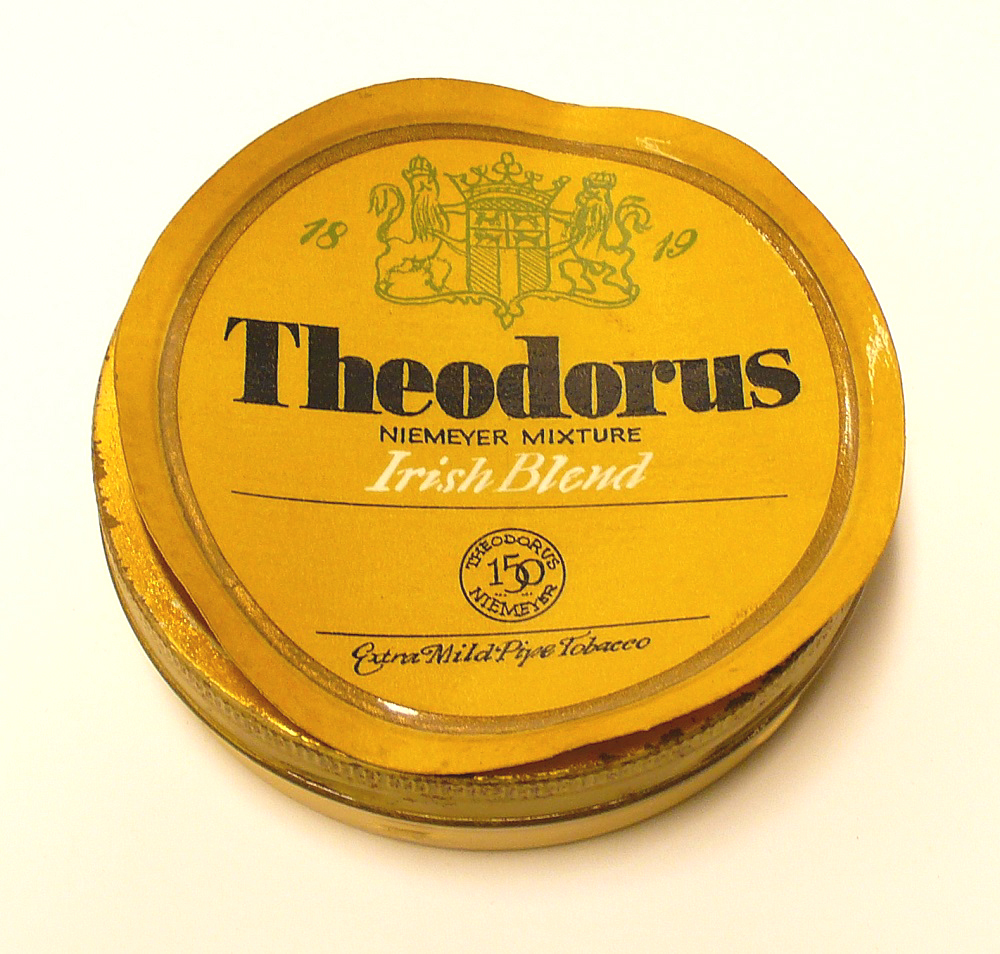 18 19
Theodorus
NIEMEYER MIXTURE
Irish Blend
THEODORUS
150
NIEMEYER
Extra Mild Pipe Tobacco